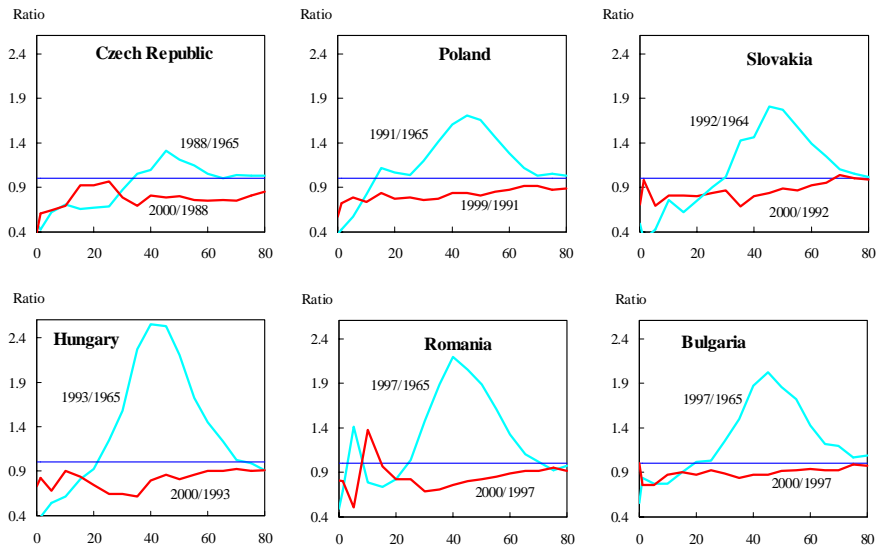 Ratio
Ratio
Ratio
Czech Republic
Poland
Slovakia
2.4
1.9
1.4
0.9
0.4
1988/1965
2000/1988
0 20 40 60 80
2.4
1.9
1.4
0.9
0.4
1991/1965
1999/1991
0 20 40 60 80
2.4
1.9
1.4
0.9
0.4
1992/1964
2000/1992
0 20 40 60 80
Ratio
Ratio
Ratio
Hungary
Romania
Bulgaria
2.4
1.9
1.4
0.9
0.4
1993/1965
2000/1993
0 20 40 60 80
2.4
1.9
1.4
0.9
0.4
1997/1965
2000/1997
0 20 40 60 80
2.4
1.9
1.4
0.9
0.4
1997/1965
2000/1997
0 20 40 60 80